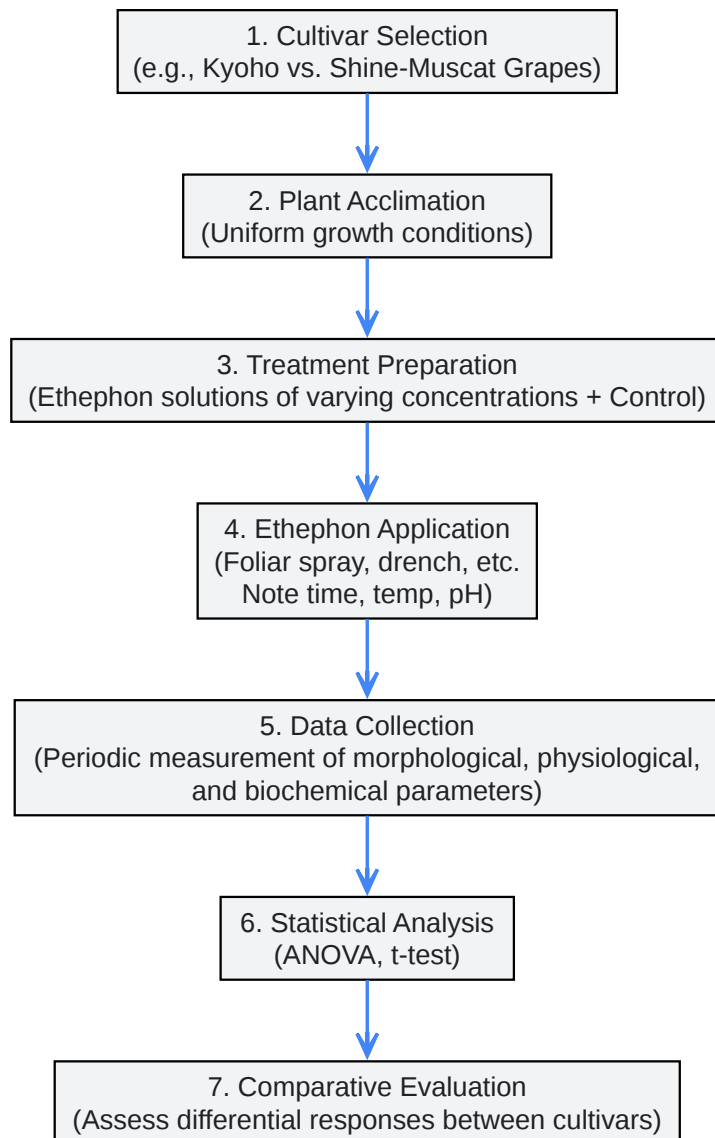 1. Cultivar Selection
(e.g., Kyoho vs. Shine-Muscat Grapes)
2. Plant Acclimation
(Uniform growth conditions)
3. Treatment Preparation
(Ethephon solutions of varying concentrations + Control)
4. Ethephon Application
(Foliar spray, drench, etc.
Note time, temp, pH)
5. Data Collection
(Periodic measurement of morphological, physiological,
and biochemical parameters)
6. Statistical Analysis
(ANOVA, t-test)
7. Comparative Evaluation
(Assess differential responses between cultivars)